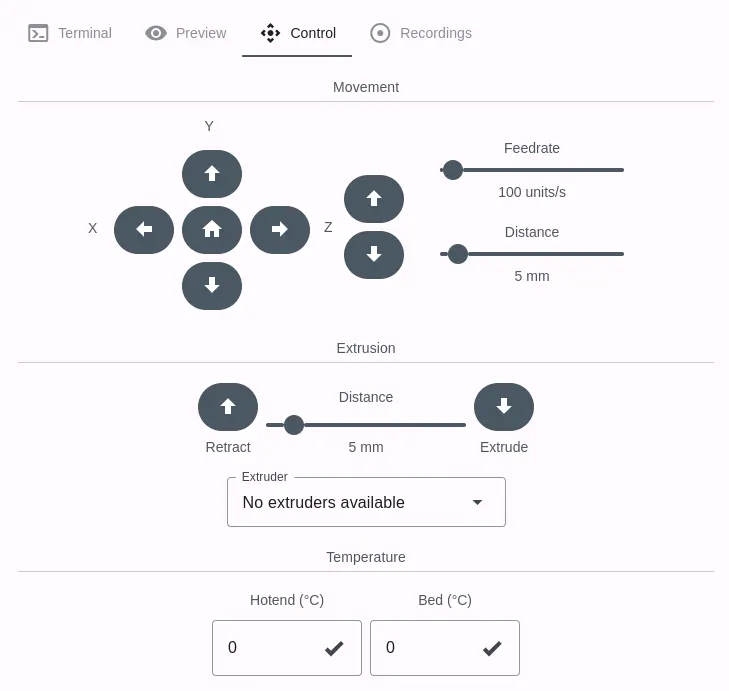 Terminal
Preview
Control
Recordings
Movement
Y
X
Z
Feedrate
100 units/s
Distance
5 mm
Extrusion
Retract
Distance
5 mm
Extrude
Extruder
No extruders available
Temperature
Hotend (°C)
Bed (°C)
0
0